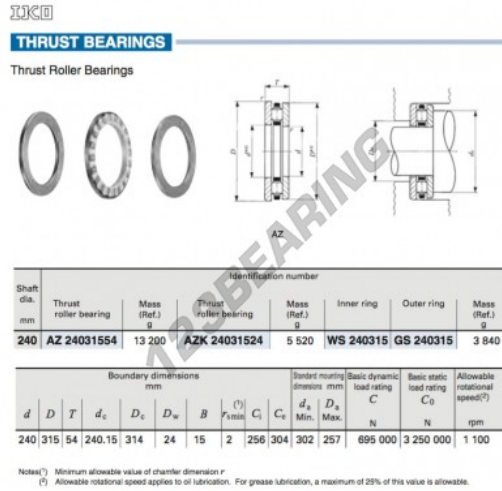 IKO
THRUST BEARINGS
Thrust Roller Bearings
T
r
D
d
AZ
123BEARING
Identification number
Shaft dia. mm | Thrust roller bearing | Mass (Ref.) g | Thrust roller bearing | Mass (Ref.) g | Inner ring | Outer ring | Mass (Ref.) g
240 | AZ 24031554 | 13 200 | AZK 24031524 | 5 520 | WS 240315 | GS 240315 | 3 840
Boundary dimensions mm | Standard mounting dimensions mm | Basic dynamic load rating C N | Basic static load rating C0 N | Allowable rotational speed(2) rpm
d | D | T | dc | Dc | Dw | B | rs min (1) | Ci | Ce | da Min. | Da Max.
240 | 315 | 54 | 240.15 | 314 | 24 | 15 | 2 | 256 | 304 | 302 | 257 | 695 000 | 3 250 000 | 1 100
Notes(1) Minimum allowable value of chamfer dimension r
(2) Allowable rotational speed applies to oil lubrication. For grease lubrication, a maximum of 25% of this value is allowable.